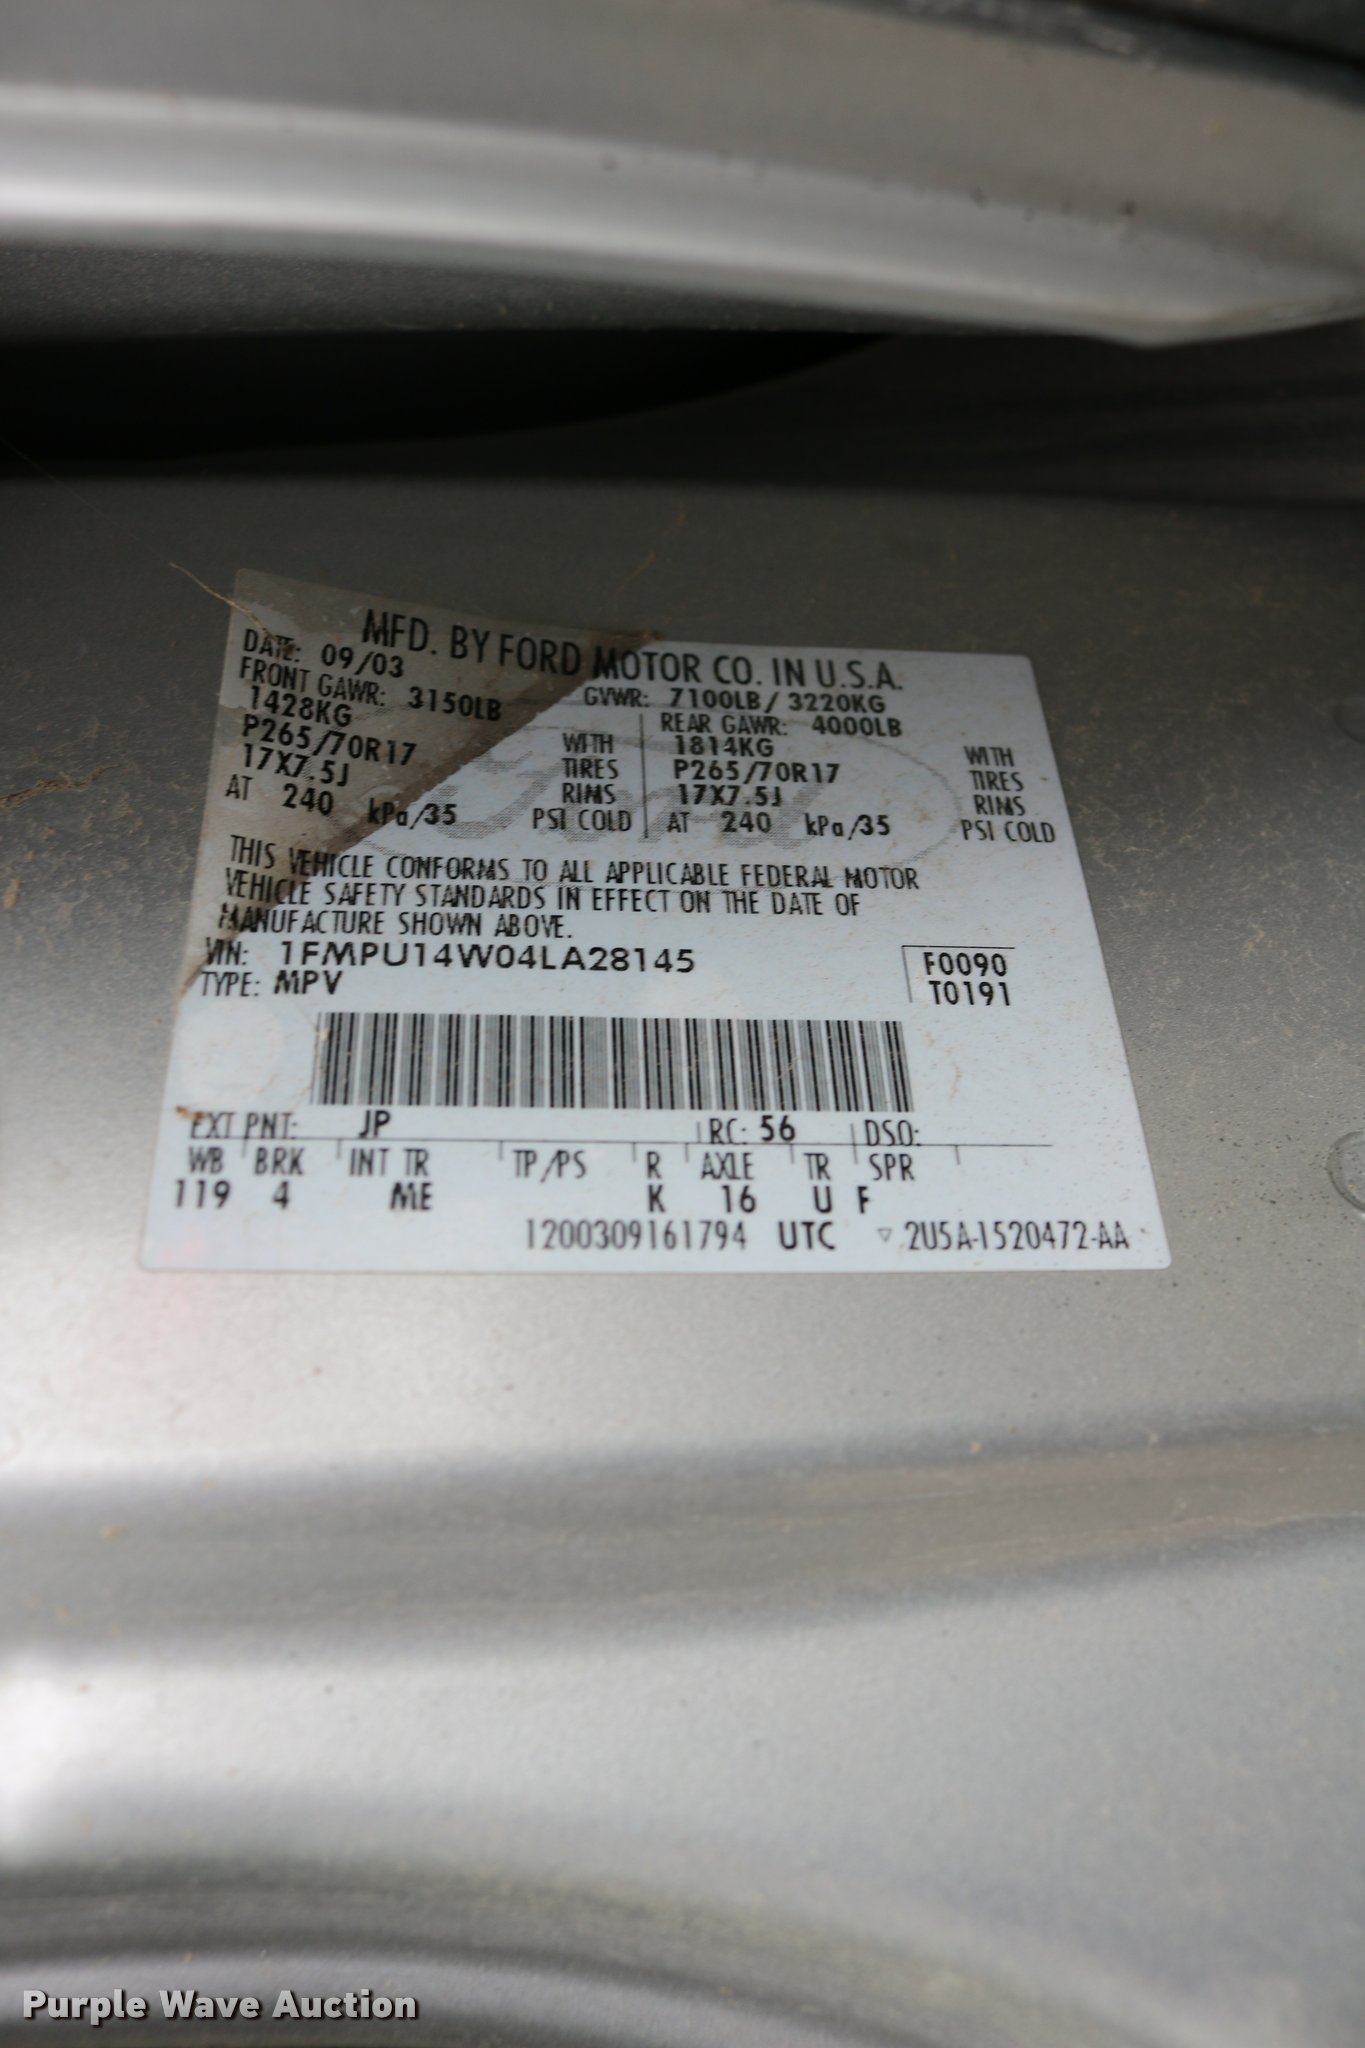 MFD. BY FORD MOTOR CO. IN U.S.A.
DATE: 09/03 GVWR: 7100LB / 3220KG
FRONT GAWR: 3150LB REAR GAWR: 4000LB
1428KG WITH 1814KG WITH
P265/70R17 TIRES P265/70R17 TIRES
17X7.5J RIMS 17X7.5J RIMS
AT 240 kPa/35 PSI COLD AT 240 kPa/35 PSI COLD
THIS VEHICLE CONFORMS TO ALL APPLICABLE FEDERAL MOTOR
VEHICLE SAFETY STANDARDS IN EFFECT ON THE DATE OF
MANUFACTURE SHOWN ABOVE.
VIN: 1FMPU14W04LA28145 F0090
TYPE: MPV T0191
EXT PNT: JP RC: 56 DSO:
WB BRK INT TR TP/PS R AXLE TR SPR
119 4 ME K 16 U F
1200309161794 UTC ▽ 2U5A-1520472-AA
Purple Wave Auction